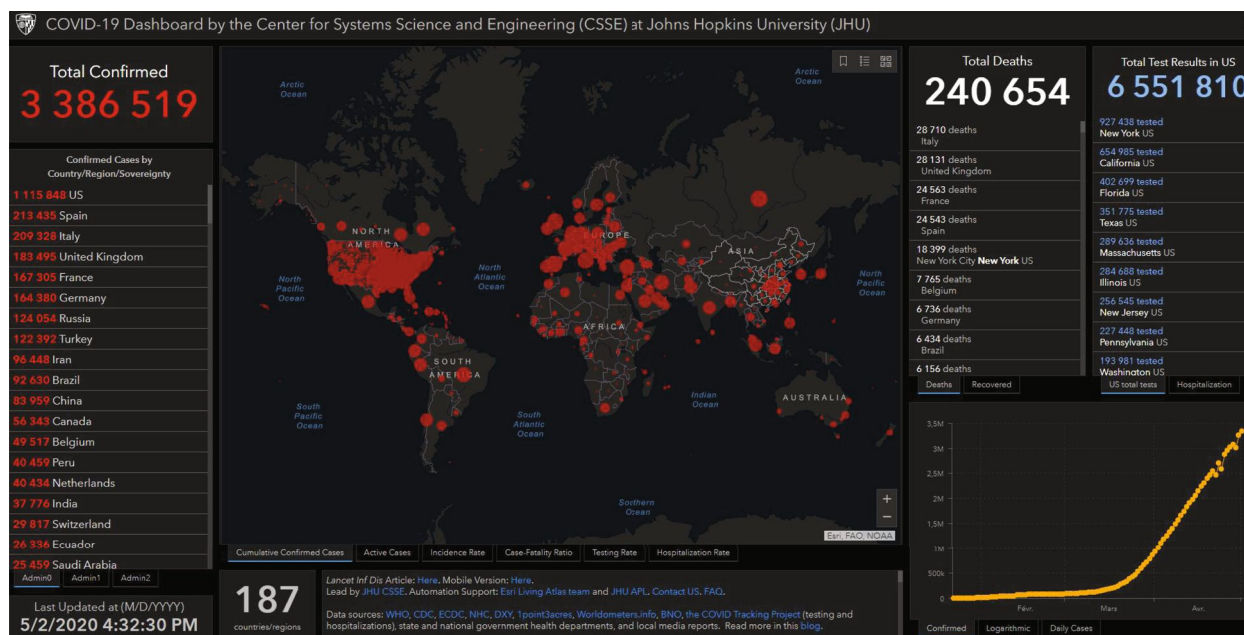 COVID-19 Dashboard by the Center for Systems Science and Engineering (CSSE) at Johns Hopkins University (JHU)
Total Confirmed
3 386 519
Confirmed Cases by
Country/Region/Sovereignty
1 115 848 US
213 435 Spain
209 328 Italy
183 495 United Kingdom
167 305 France
164 380 Germany
124 054 Russia
122 392 Turkey
96 448 Iran
92 630 Brazil
83 959 China
56 343 Canada
49 517 Belgium
40 459 Peru
40 434 Netherlands
37 776 India
29 817 Switzerland
26 336 Ecuador
25 459 Saudi Arabia
Admin0
Admin1
Admin2
Last Updated at (M/D/YYYY)
5/2/2020 4:32:30 PM
Arctic
Ocean
Arctic
Ocean
NORTH
AMERICA
EUROPE
ASIA
North
Pacific
Ocean
North
Atlantic
Ocean
North
Pacific
Ocean
AFRICA
SOUTH
AMERICA
AUSTRALIA
Indian
Ocean
South
Pacific
Ocean
South
Atlantic
Ocean
Southern
Ocean
+
−
Esri, FAO, NOAA
Cumulative Confirmed Cases
Active Cases
Incidence Rate
Case-Fatality Ratio
Testing Rate
Hospitalization Rate
187
countries/regions
Lancet Inf Dis Article: Here. Mobile Version: Here.
Lead by JHU CSSE. Automation Support: Esri Living Atlas team and JHU APL. Contact US. FAQ.
Data sources: WHO, CDC, ECDC, NHC, DXY, 1point3acres, Worldometers.info, BNO, the COVID Tracking Project (testing and
hospitalizations), state and national government health departments, and local media reports. Read more in this blog.
Total Deaths
240 654
28 710 deaths
Italy
28 131 deaths
United Kingdom
24 563 deaths
France
24 543 deaths
Spain
18 399 deaths
New York City New York US
7 765 deaths
Belgium
6 736 deaths
Germany
6 434 deaths
Brazil
6 156 deaths
Deaths
Recovered
Total Test Results in US
6 551 810
927 438 tested
New York US
654 985 tested
California US
402 699 tested
Florida US
351 775 tested
Texas US
289 636 tested
Massachusetts US
284 688 tested
Illinois US
256 545 tested
New Jersey US
227 448 tested
Pennsylvania US
193 981 tested
Washington US
US total tests
Hospitalization
3,5M
3M
2,5M
2M
1,5M
1M
500k
0
Févr.
Mars
Avr.
Confirmed
Logarithmic
Daily Cases